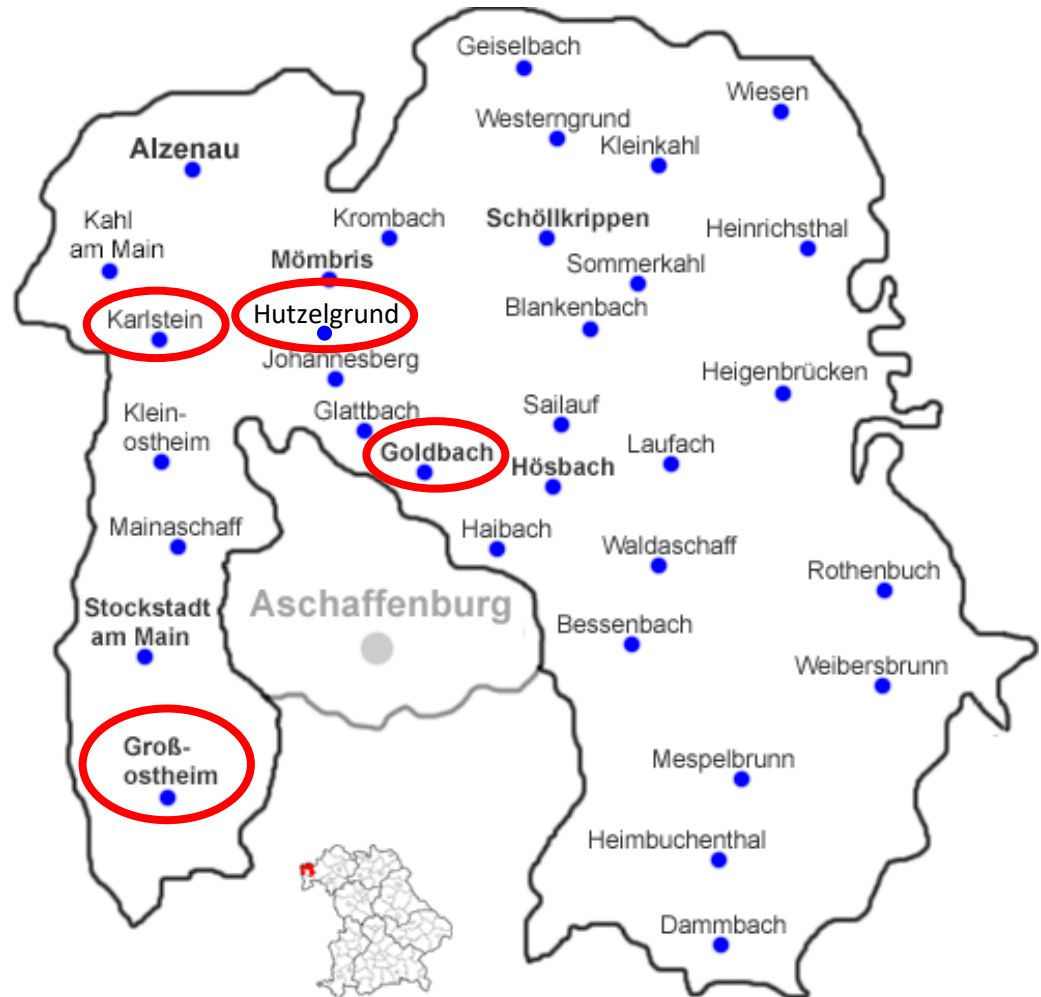 Geiselbach
Wiesen
Westerngrund
Alzenau
Kleinkahl
Kahl
am Main
Krombach
Schöllkrippen
Heinrichsthal
Mömbris
Sommerkahl
Karlstein
Hutzelgrund
Blankenbach
Johannesberg
Heigenbrücken
Klein-
ostheim
Glattbach
Sailauf
Goldbach
Hösbach
Laufach
Mainaschaff
Haibach
Waldaschaff
Rothenbuch
Stockstadt
am Main
Aschaffenburg
Bessenbach
Weibersbrunn
Groß-
ostheim
Mespelbrunn
Heimbuchenthal
Dammbach